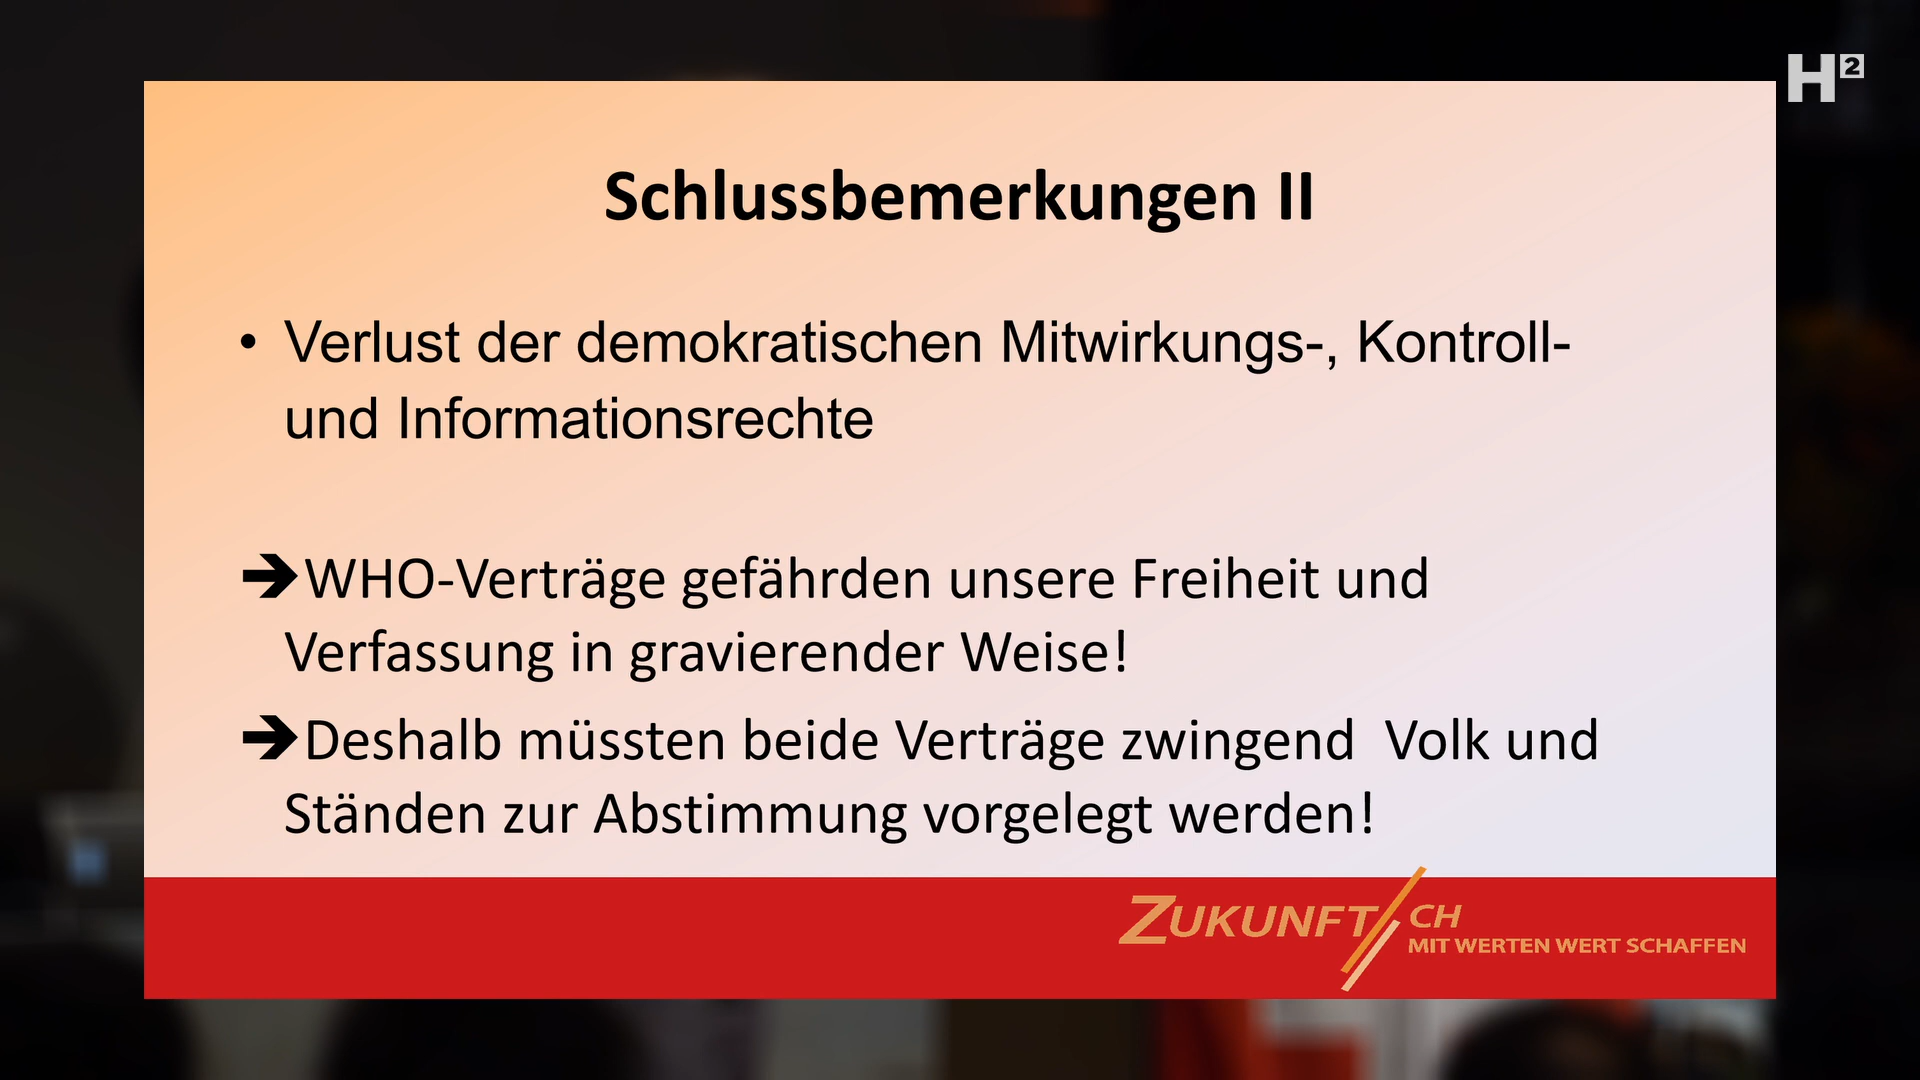 H²
Schlussbemerkungen II
• Verlust der demokratischen Mitwirkungs-, Kontroll-
und Informationsrechte
➔WHO-Verträge gefährden unsere Freiheit und
Verfassung in gravierender Weise!
➔Deshalb müssten beide Verträge zwingend  Volk und
Ständen zur Abstimmung vorgelegt werden!
ZUKUNFT CH
MIT WERTEN WERT SCHAFFEN